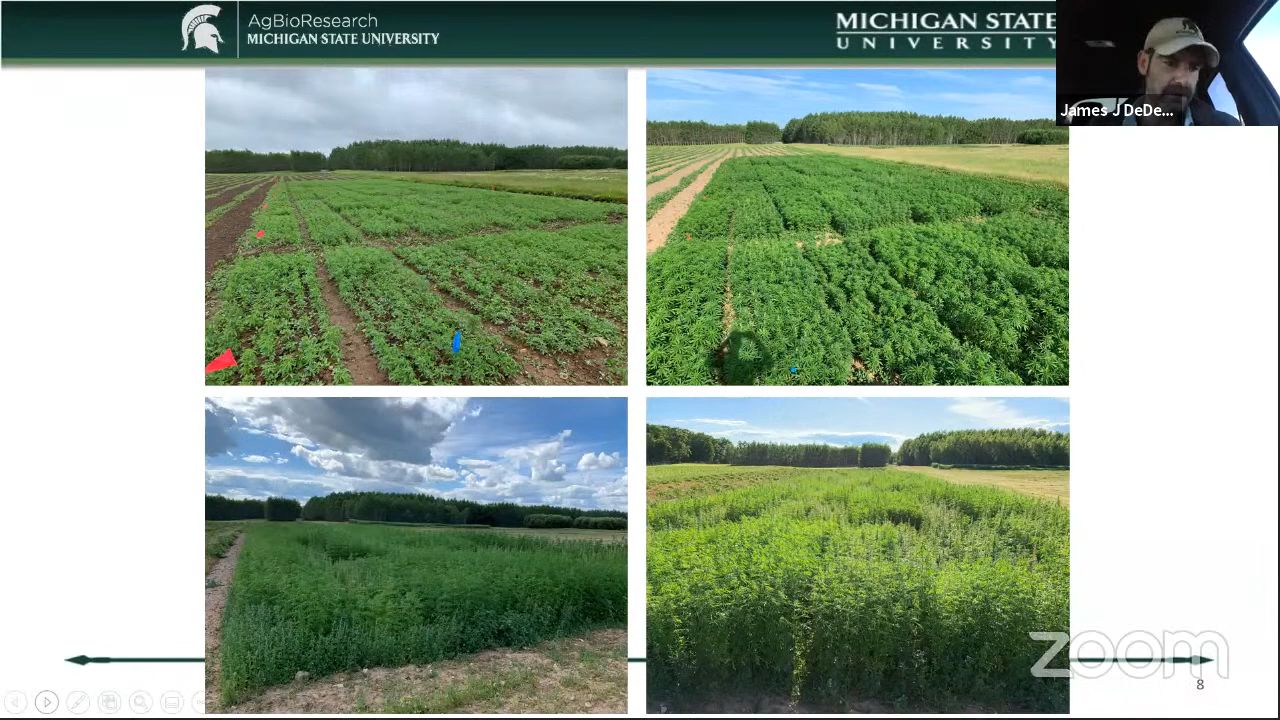 AgBioResearch
MICHIGAN STATE UNIVERSITY
MICHIGAN STATE
UNIVERSITY
James J DeDe...
zoom
8